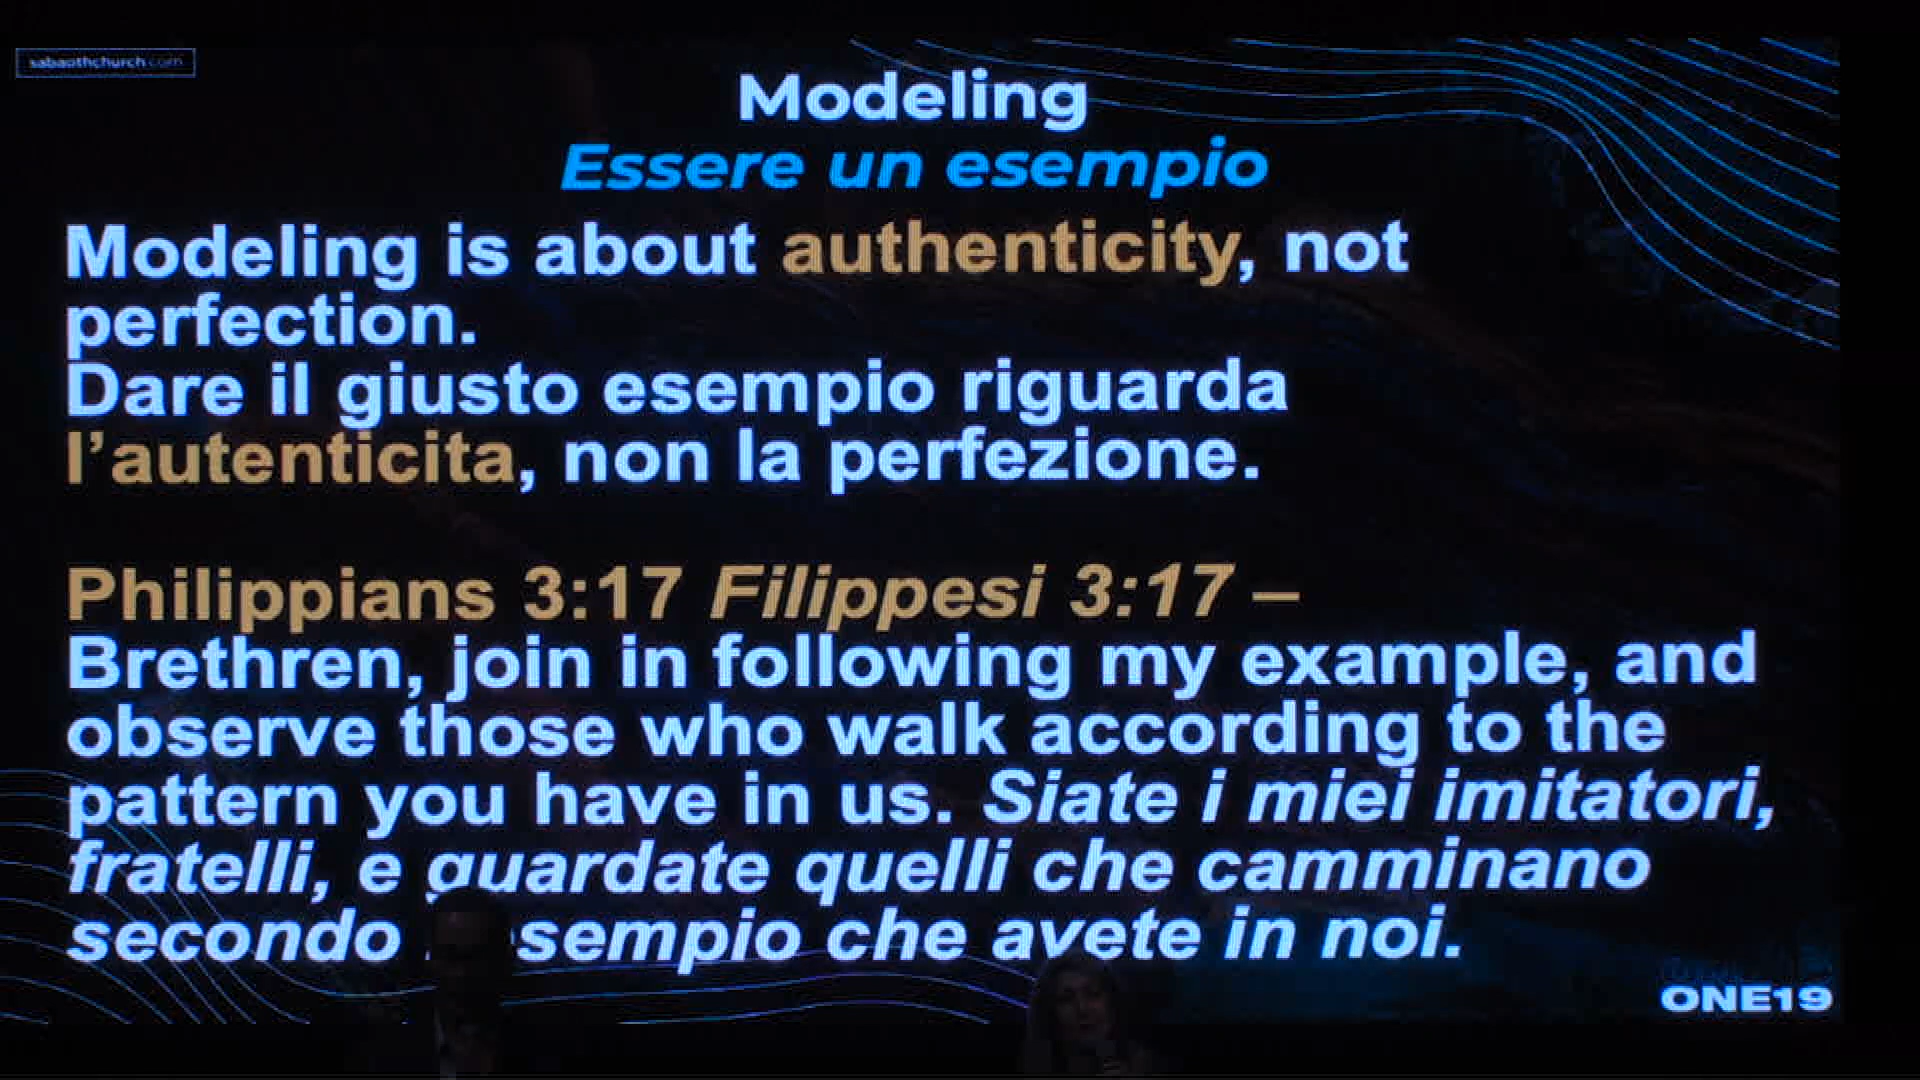 sabaothchurch.com
Modeling
Essere un esempio
Modeling is about authenticity, not
perfection.
Dare il giusto esempio riguarda
l’autenticita, non la perfezione.
Philippians 3:17 Filippesi 3:17 –
Brethren, join in following my example, and
observe those who walk according to the
pattern you have in us. Siate i miei imitatori,
fratelli, e guardate quelli che camminano
secondo sempio che avete in noi.
ONE19